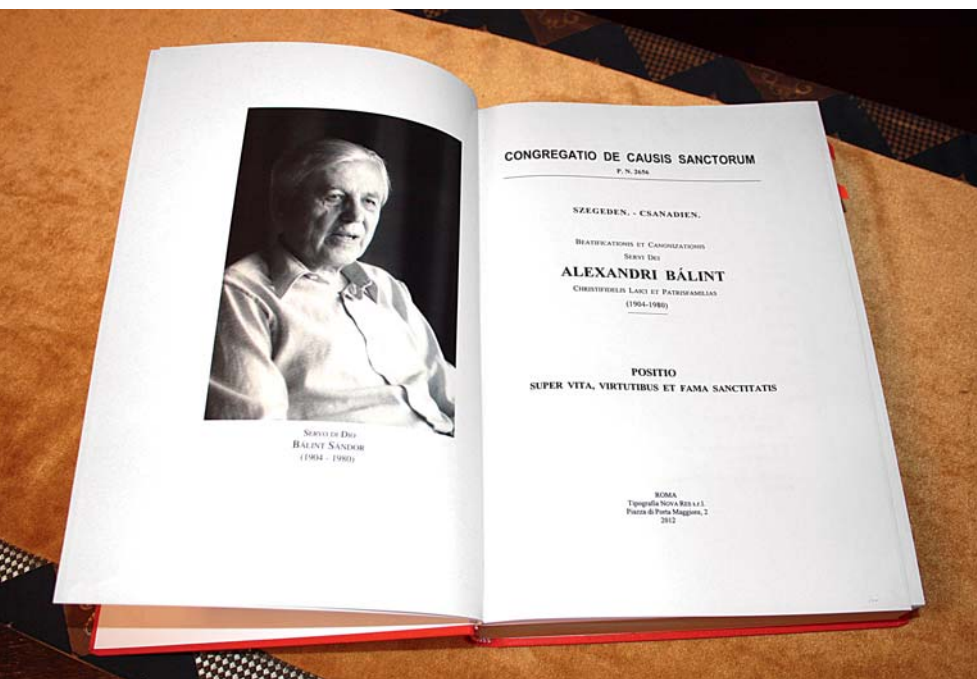 SERVO DI DIO
BÁLINT SÁNDOR
(1904 - 1980)
CONGREGATIO DE CAUSIS SANCTORUM
P. N. 2656
SZEGEDEN. - CSANADIEN.
BEATIFICATIONIS ET CANONIZATIONIS
SERVI DEI
ALEXANDRI BÁLINT
CHRISTIFIDELIS LAICI ET PATRISFAMILIAS
(1904-1980)
POSITIO
SUPER VITA, VIRTUTIBUS ET FAMA SANCTITATIS
ROMA
Tipografia NOVA RES s.r.l.
Piazza di Porta Maggiore, 2
2012